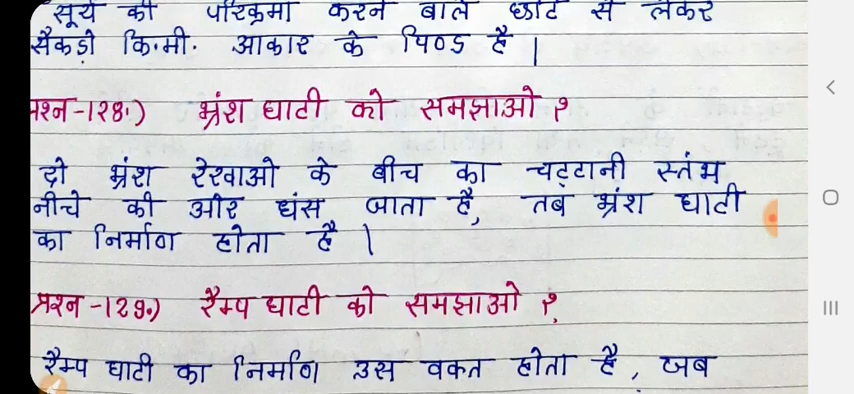 सूर्य की परिक्रमा करने वाले छोटे से लेकर
सैकड़ो कि.मी. आकार के पिण्ड है |
प्रश्न-128.) भ्रंश घाटी को समझाओ ?
दो भ्रंश रेखाओ के बीच का चट्टानी स्तंभ
नीचे की ओर धंस जाता है, तब भ्रंश घाटी
का निर्माण होता है |
प्रश्न-129.) रैम्प घाटी को समझाओ ?
रैम्प घाटी का निर्माण उस वक्त होता है, जब